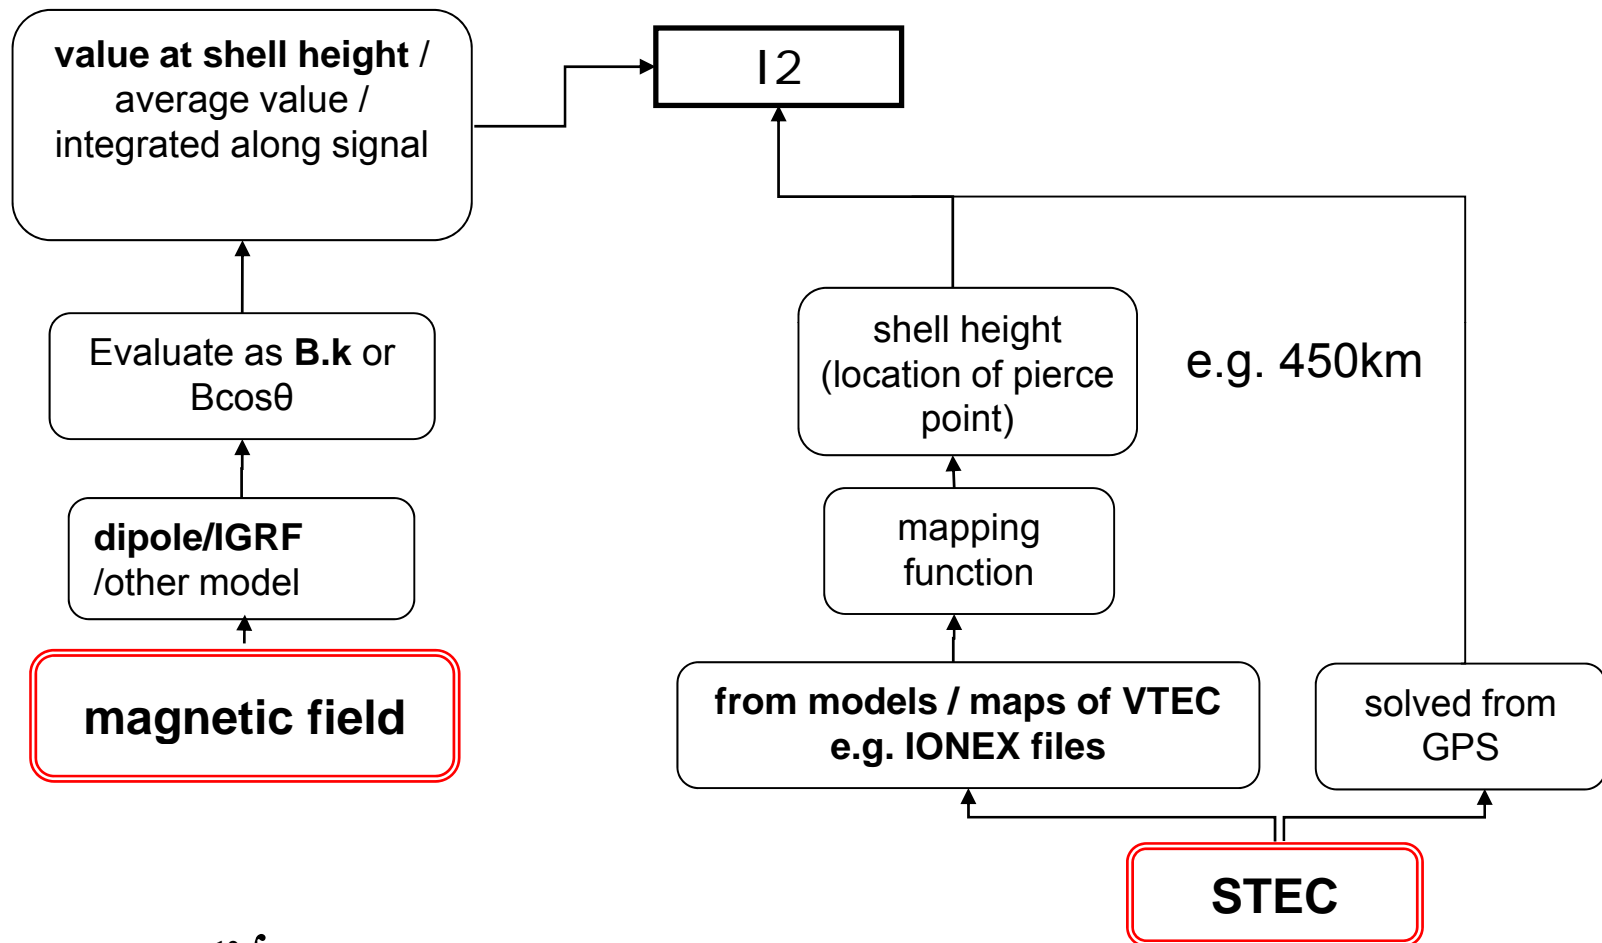 value at shell height /
average value /
integrated along signal
I2
Evaluate as B.k or
Bcosθ
shell height
(location of pierce
point)
e.g. 450km
dipole/IGRF
/other model
mapping
function
magnetic field
from models / maps of VTEC
e.g. IONEX files
solved from
GPS
STEC